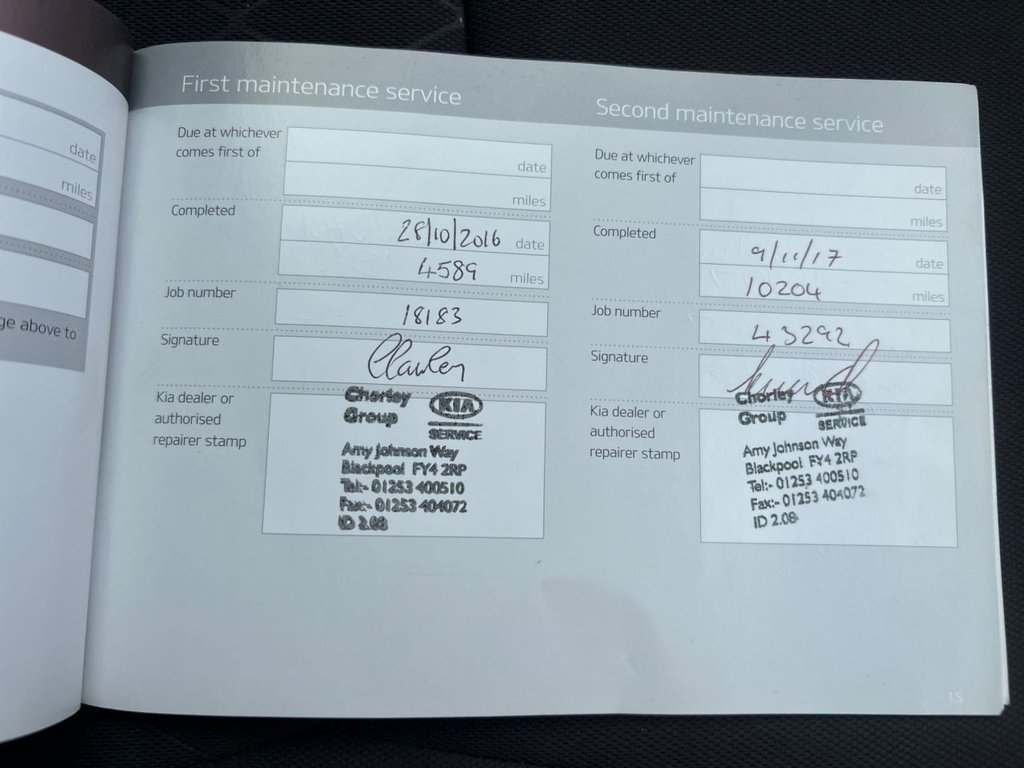 date
miles
ge above to
First maintenance service
Due at whichever
comes first of
date
miles
Completed
28/10/2016 date
4589 miles
Job number
18183
Signature
Kia dealer or
authorised
repairer stamp
Chorley
Group
KIA
SERVICE
Amy Johnson Way
Blackpool FY4 2RP
Tel:- 01253 400510
Fax:- 01253 404072
ID 2.08
Second maintenance service
Due at whichever
comes first of
date
miles
Completed
9/11/17 date
10204 miles
Job number
43292
Signature
Kia dealer or
authorised
repairer stamp
Chorley
Group
KIA
SERVICE
Amy Johnson Way
Blackpool FY4 2RP
Tel:- 01253 400510
Fax:- 01253 404072
ID 2.08
15